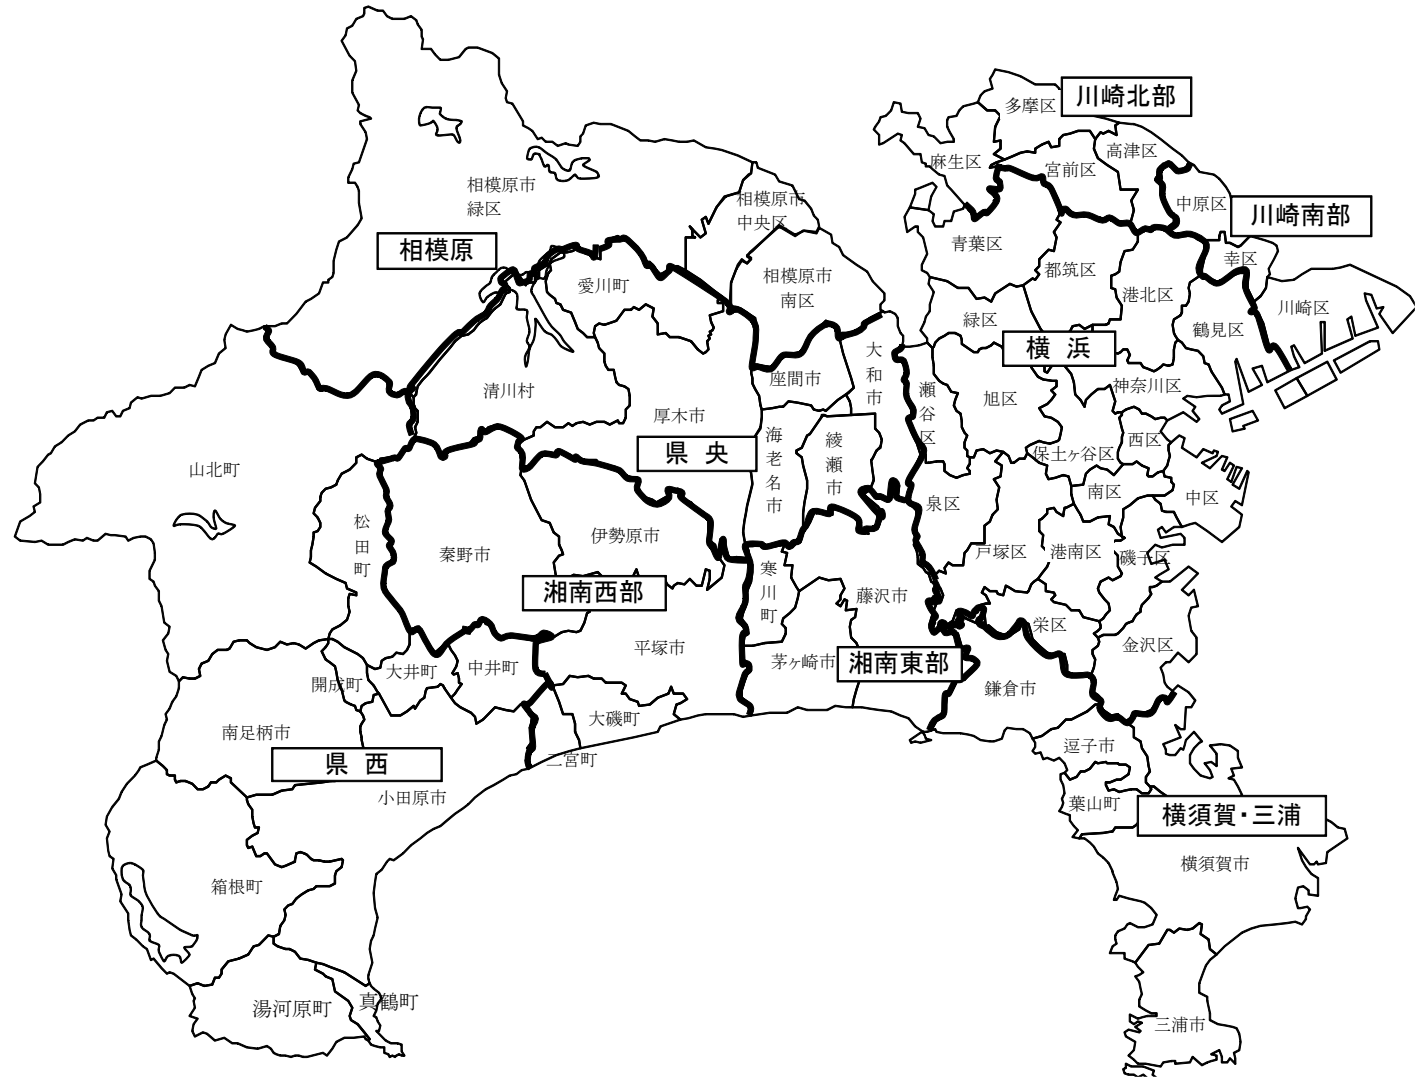 川崎北部
多摩区
麻生区
宮前区
高津区
相模原市
緑区
相模原市
中央区
中原区
川崎南部
相模原
青葉区
幸区
相模原市
南区
愛川町
都筑区
港北区
川崎区
緑区
鶴見区
横 浜
大和市
座間市
清川村
瀬谷区
旭区
神奈川区
厚木市
県 央
海老名市
綾瀬市
保土ヶ谷区
西区
山北町
南区
中区
泉区
松田町
伊勢原市
秦野市
戸塚区
港南区
磯子区
湘南西部
寒川町
藤沢市
栄区
金沢区
平塚市
茅ヶ崎市
湘南東部
大井町
中井町
開成町
鎌倉市
大磯町
南足柄市
逗子市
二宮町
県 西
小田原市
葉山町
横須賀・三浦
横須賀市
箱根町
湯河原町
真鶴町
三浦市